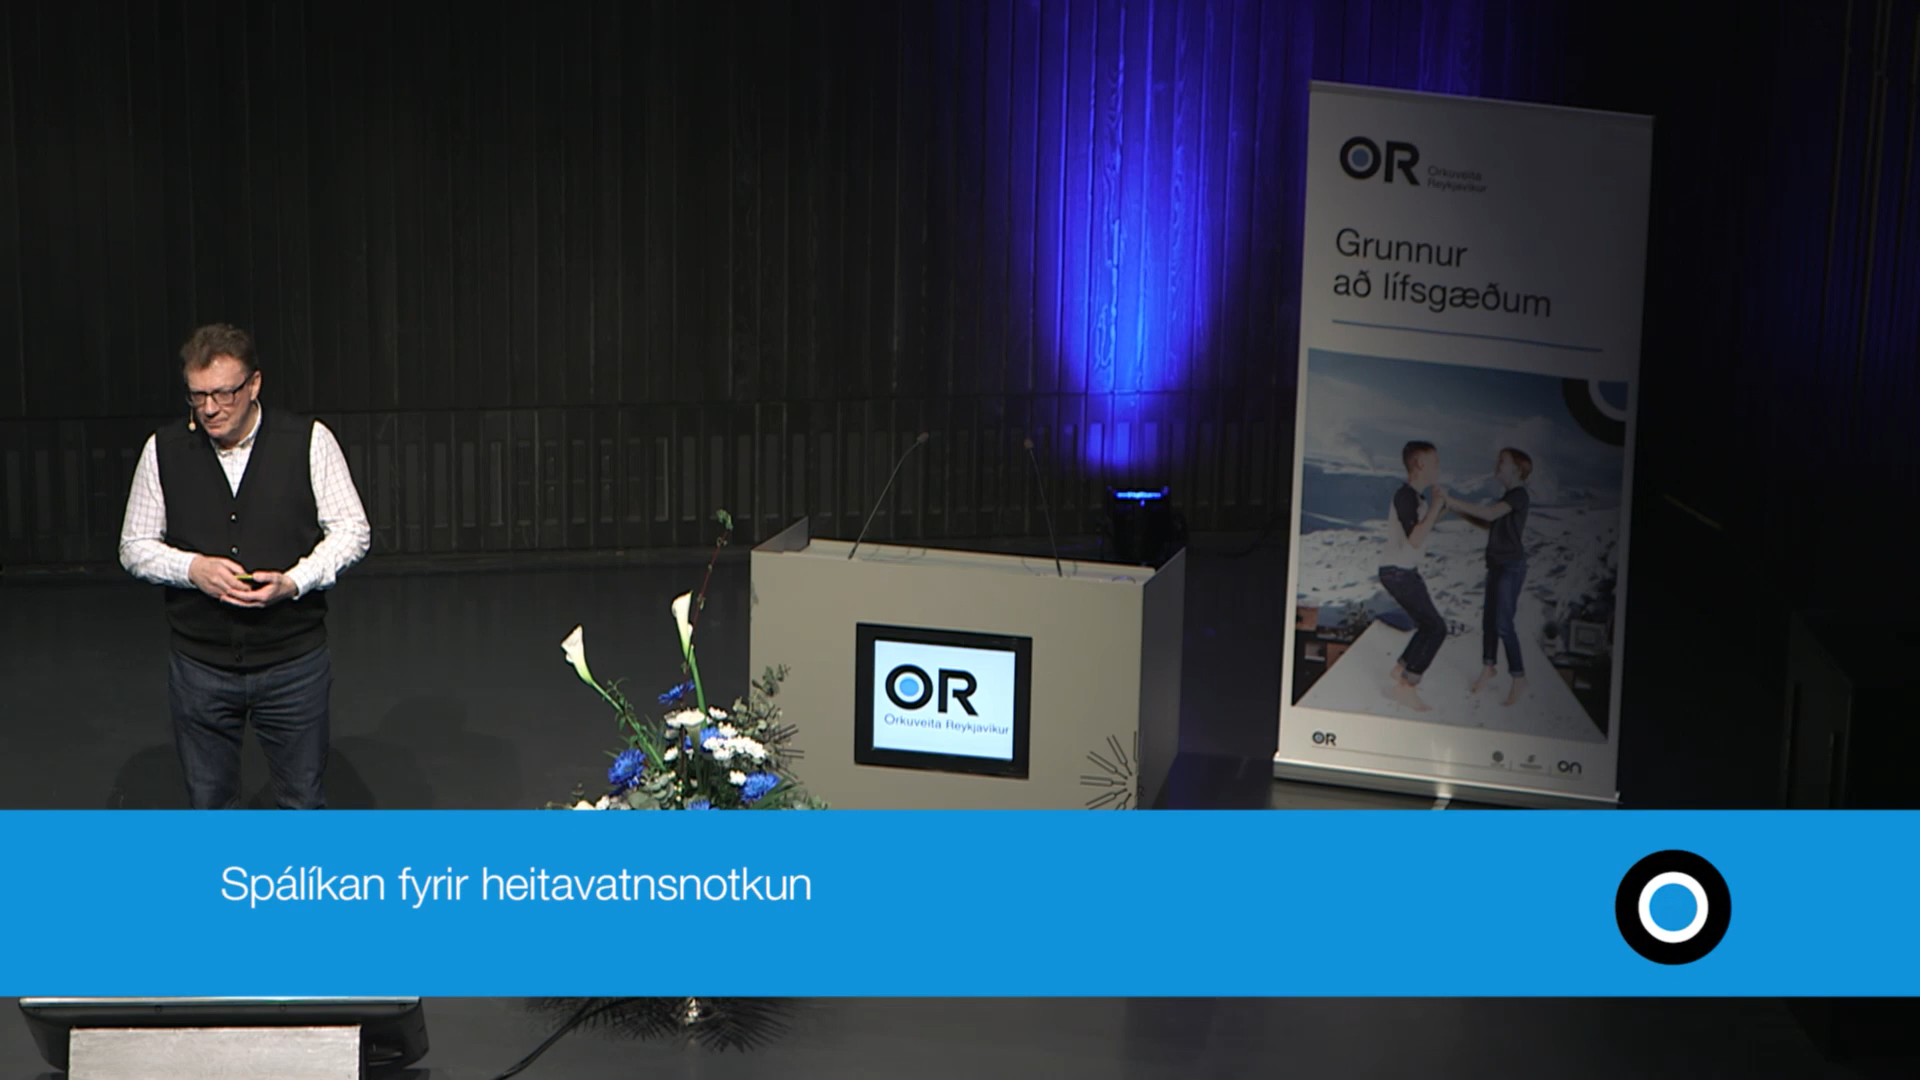 OR Orkuveita
Reykjavíkur
Grunnur
að lífsgæðum
OR
Orkuveita Reykjavíkur
OR
on
Spálíkan fyrir heitavatnsnotkun